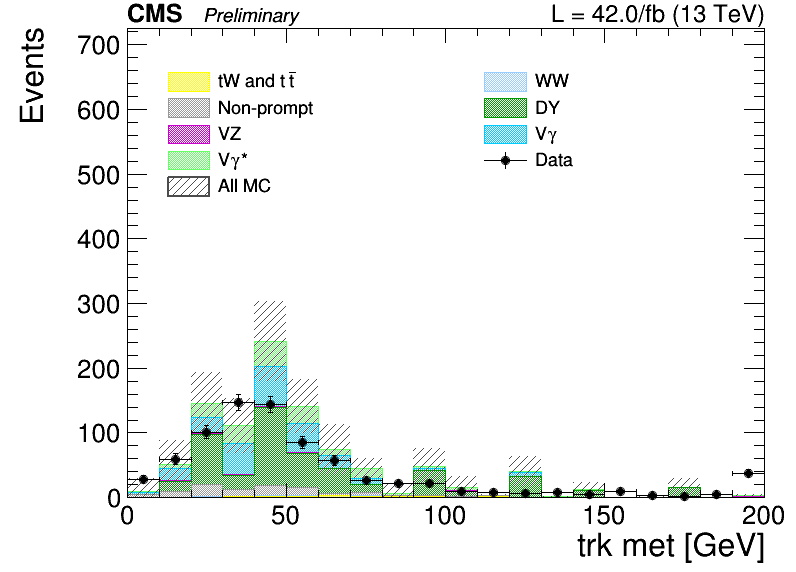 CMS Preliminary L = 42.0/fb (13 TeV)
Events
700
600
500
400
300
200
100
0
tW and t t̅
Non-prompt
VZ
Vγ*
All MC
WW
DY
Vγ
Data
0 50 100 150 200
trk met [GeV]